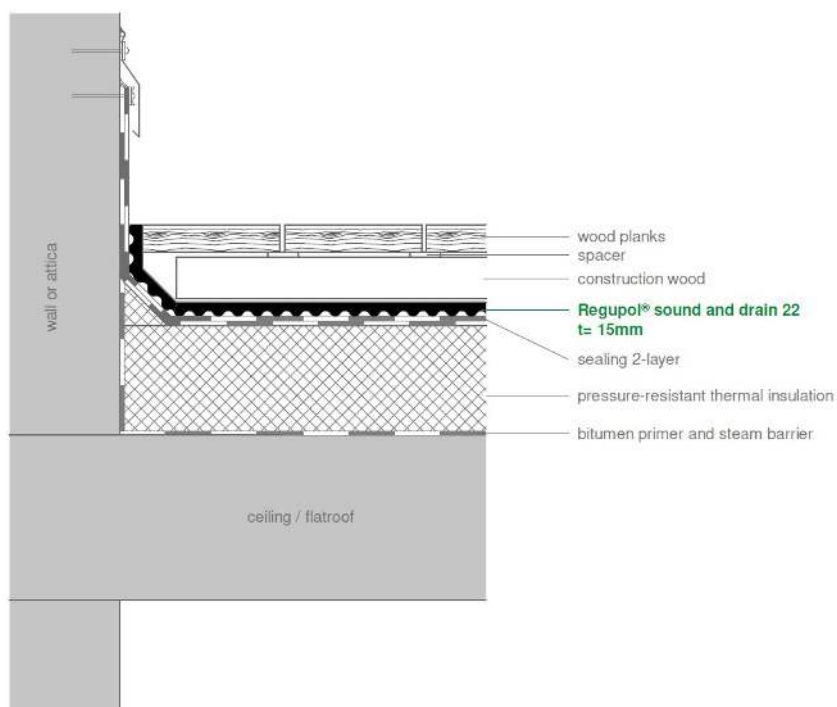 wall or attica
wood planks
spacer
construction wood
Regupol® sound and drain 22
t= 15mm
sealing 2-layer
pressure-resistant thermal insulation
bitumen primer and steam barrier
ceiling / flatroof